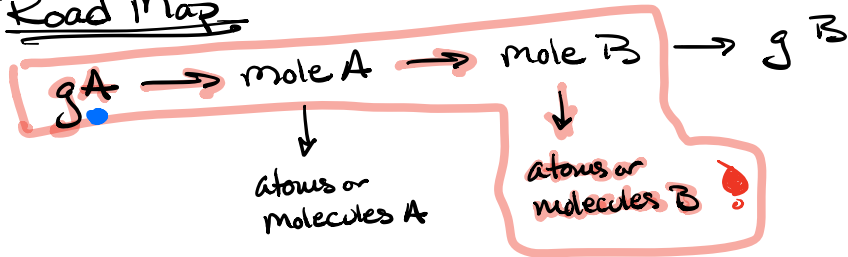 Road Map
g A → mole A → mole B → g B
↓ ↓
atoms or atoms or
molecules A molecules B